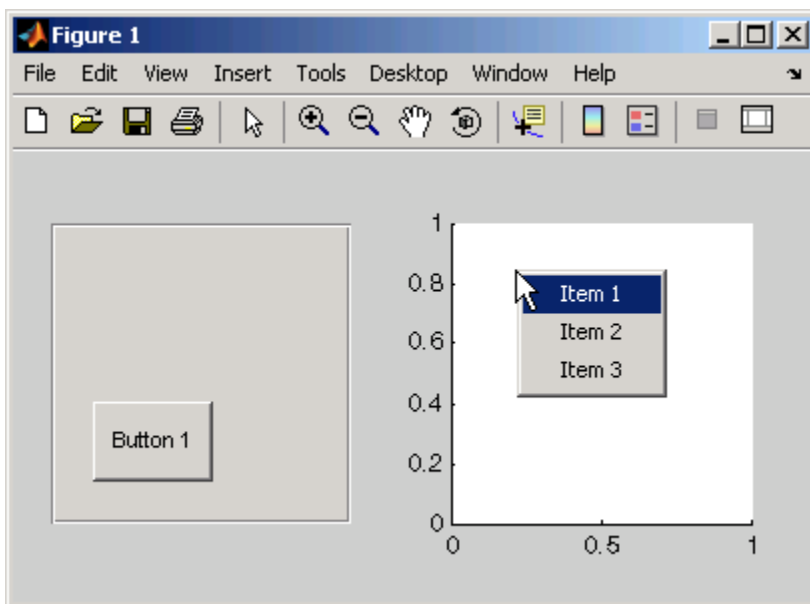 Figure 1
File Edit View Insert Tools Desktop Window Help
1
0.8
0.6
0.4
0.2
0
0 0.5 1
Item 1
Item 2
Item 3
Button 1